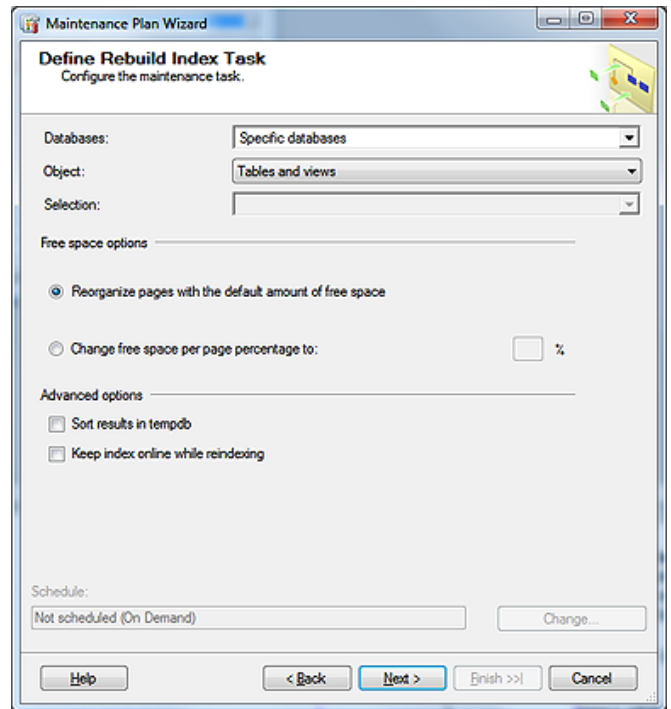 Maintenance Plan Wizard
Define Rebuild Index Task
Configure the maintenance task.
Databases: Specific databases
Object: Tables and views
Selection:
Free space options
Reorganize pages with the default amount of free space
Change free space per page percentage to: %
Advanced options
Sort results in tempdb
Keep index online while reindexing
Schedule:
Not scheduled (On Demand) Change...
Help < Back Next > Finish >>| Cancel